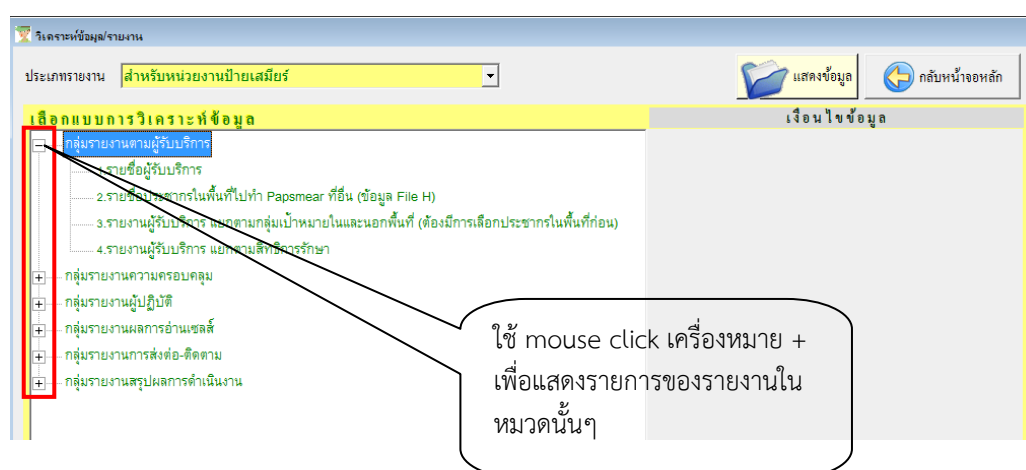 วิเคราะห์ข้อมูล/รายงาน
ประเภทรายงาน สำหรับหน่วยงานป้ายเสมียร์ แสดงข้อมูล กลับหน้าจอหลัก
เลือกแบบการวิเคราะห์ข้อมูล เงื่อนไขข้อมูล
กลุ่มรายงานตามผู้รับบริการ
1.รายชื่อผู้รับบริการ
2.รายชื่อประชากรในพื้นที่ไปทำ Papsmear ที่อื่น (ข้อมูล File H)
3.รายงานผู้รับบริการ แยกตามกลุ่มเป้าหมายในและนอกพื้นที่ (ต้องมีการเลือกประชากรในพื้นที่ก่อน)
4.รายงานผู้รับบริการ แยกตามสิทธิการรักษา
กลุ่มรายงานความครอบคลุม
กลุ่มรายงานผู้ปฏิบัติ
กลุ่มรายงานผลการอ่านเซลล์
กลุ่มรายงานการส่งต่อ-ติดตาม
กลุ่มรายงานสรุปผลการดำเนินงาน
ใช้ mouse click เครื่องหมาย +
เพื่อแสดงรายการของรายงานใน
หมวดนั้นๆ